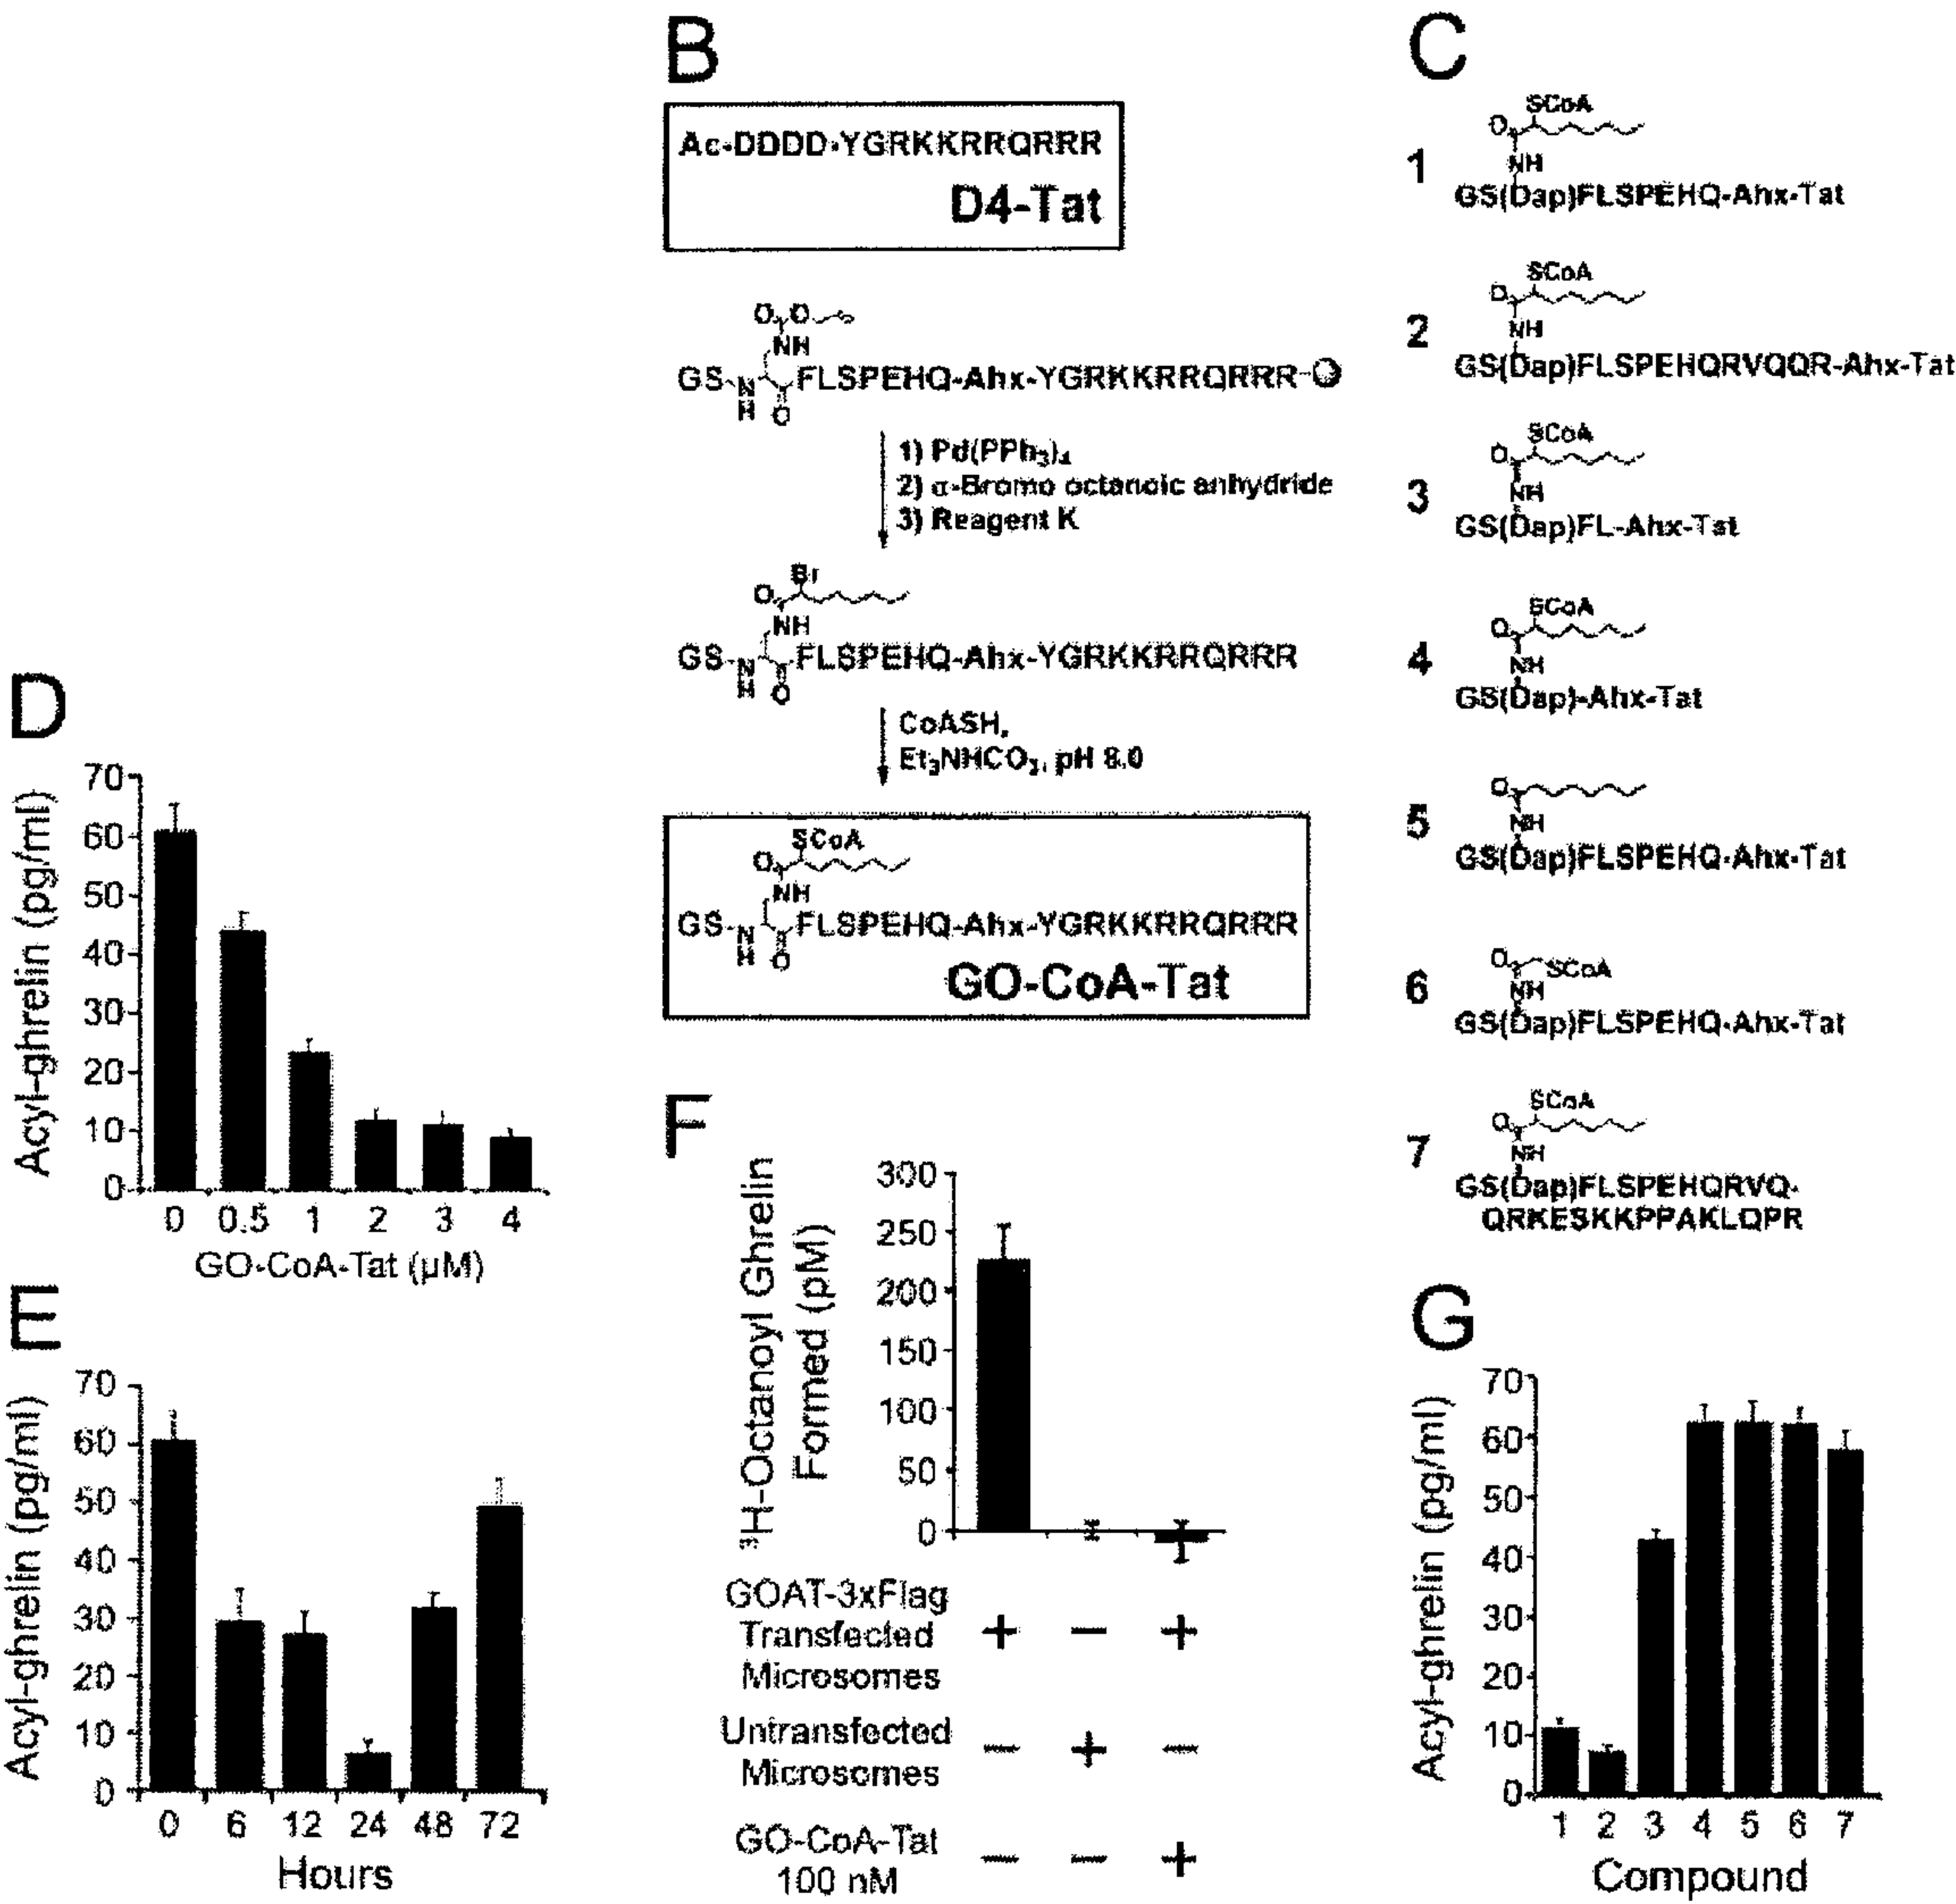 B
Ac-DDDD-YGRKKRRQRRR
D4-Tat
O O
NH
GS N FLSPEHQ-Ahx-YGRKKRRQRRR
H O
1) Pd(PPh3)4
2) α-Bromo octanoic anhydride
3) Reagent K
Br
O
NH
GS N FLSPEHQ-Ahx-YGRKKRRQRRR
H O
CoASH,
Et3NHCO3, pH 8.0
SCoA
O
NH
GS N FLSPEHQ-Ahx-YGRKKRRQRRR
H O
GO-CoA-Tat
C
SCoA
O
NH
1
GS(Dap)FLSPEHQ-Ahx-Tat
SCoA
O
NH
2
GS(Dap)FLSPEHQRVQQR-Ahx-Tat
SCoA
O
NH
3
GS(Dap)FL-Ahx-Tat
SCoA
O
NH
4
GS(Dap)-Ahx-Tat
O
NH
5
GS(Dap)FLSPEHQ-Ahx-Tat
O
SCoA
NH
6
GS(Dap)FLSPEHQ-Ahx-Tat
SCoA
O
NH
7
GS(Dap)FLSPEHQRVQ-
QRKESKKPPAKLQPR
D
Acyl-ghrelin (pg/ml)
70
60
50
40
30
20
10
0
0 0.5 1 2 3 4
GO-CoA-Tat (µM)
E
Acyl-ghrelin (pg/ml)
70
60
50
40
30
20
10
0
0 6 12 24 48 72
Hours
F
3H-Octanoyl Ghrelin
Formed (pM)
300
250
200
150
100
50
0
GOAT-3xFlag
Transfected
Microsomes
+ − +
Untransfected
Microsomes
− + −
GO-CoA-Tat
100 nM
− − +
G
Acyl-ghrelin (pg/ml)
70
60
50
40
30
20
10
0
1 2 3 4 5 6 7
Compound